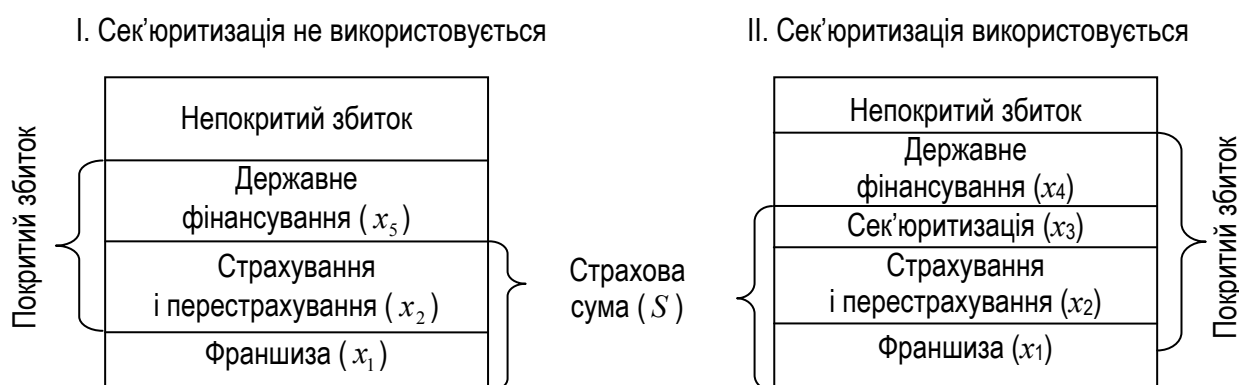 І. Сек’юритизація не використовується
Покритий збиток
Непокритий збиток
Державне
фінансування ( x₅ )
Страхування
і перестрахування ( x₂ )
Франшиза ( x₁ )
Страхова
сума ( S )
ІІ. Сек’юритизація використовується
Непокритий збиток
Державне
фінансування (x4)
Сек’юритизація (x3)
Страхування
і перестрахування (x2)
Франшиза (x1)
Покритий збиток